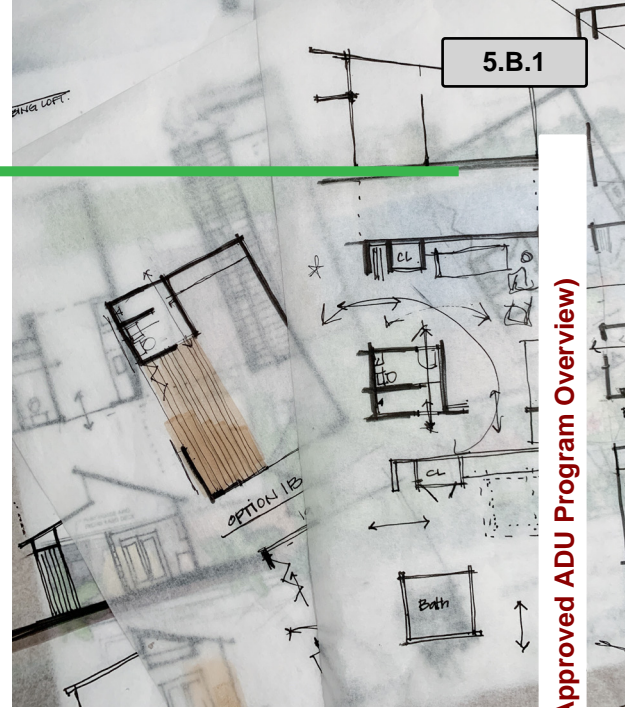 5.B.1
CL.
OPTION 1B
CL
Bath
Approved ADU Program Overview)